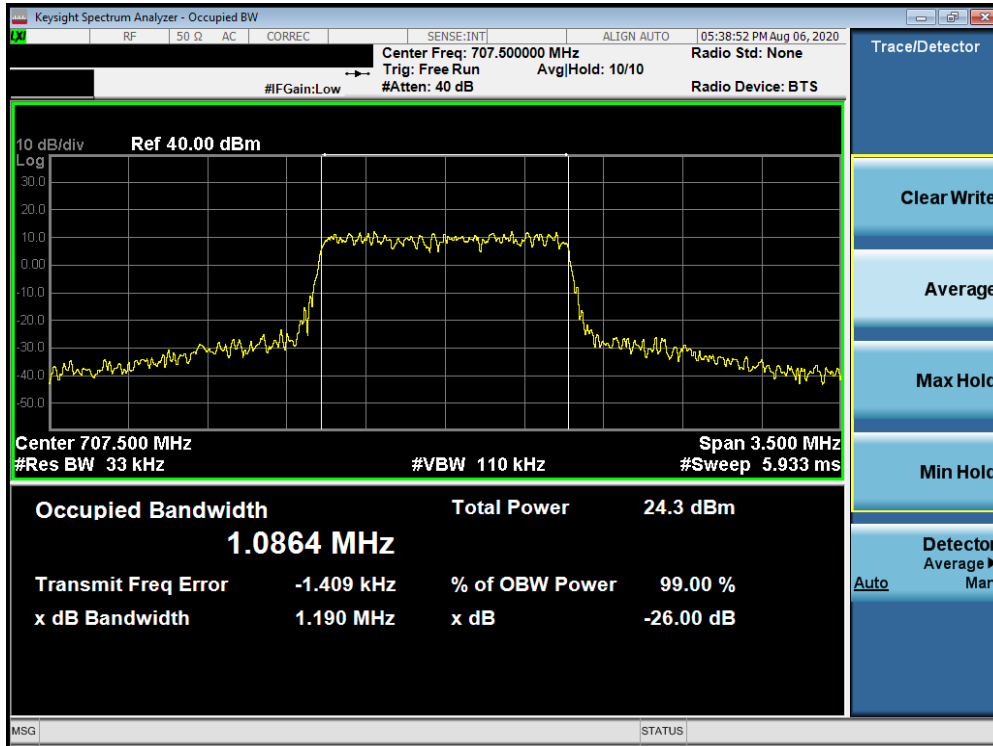 Keysight Spectrum Analyzer - Occupied BW
LXI RF 50 Ω AC CORREC SENSE:INT ALIGN AUTO 05:38:52 PM Aug 06, 2020
Center Freq: 707.500000 MHz Radio Std: None
Trig: Free Run Avg|Hold: 10/10
#IFGain:Low #Atten: 40 dB Radio Device: BTS
10 dB/div Ref 40.00 dBm
Log
30.0
20.0
10.0
0.00
-10.0
-20.0
-30.0
-40.0
-50.0
Center 707.500 MHz Span 3.500 MHz
#Res BW 33 kHz #VBW 110 kHz #Sweep 5.933 ms
Occupied Bandwidth Total Power 24.3 dBm
1.0864 MHz
Transmit Freq Error -1.409 kHz % of OBW Power 99.00 %
x dB Bandwidth 1.190 MHz x dB -26.00 dB
Trace/Detector
Clear Write
Average
Max Hold
Min Hold
Detector
Average
Auto Man
MSG STATUS